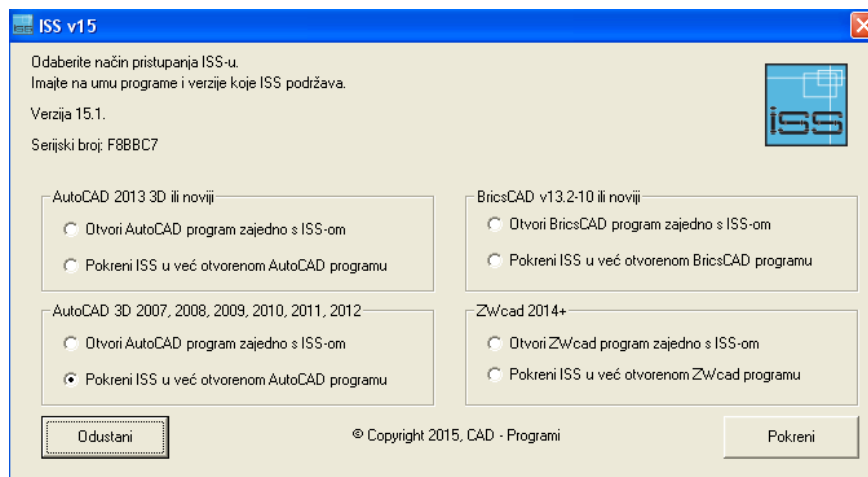 ISS v15
Odaberite način pristupanja ISS-u.
Imajte na umu programe i verzije koje ISS podržava.
Verzija 15.1.
Serijski broj: F8BBC7
iss
AutoCAD 2013 3D ili noviji
Otvori AutoCAD program zajedno s ISS-om
Pokreni ISS u već otvorenom AutoCAD programu
BricsCAD v13.2-10 ili noviji
Otvori BricsCAD program zajedno s ISS-om
Pokreni ISS u već otvorenom BricsCAD programu
AutoCAD 3D 2007, 2008, 2009, 2010, 2011, 2012
Otvori AutoCAD program zajedno s ISS-om
Pokreni ISS u već otvorenom AutoCAD programu
ZWcad 2014+
Otvori ZWcad program zajedno s ISS-om
Pokreni ISS u već otvorenom ZWcad programu
Odustani
© Copyright 2015, CAD - Programi
Pokreni